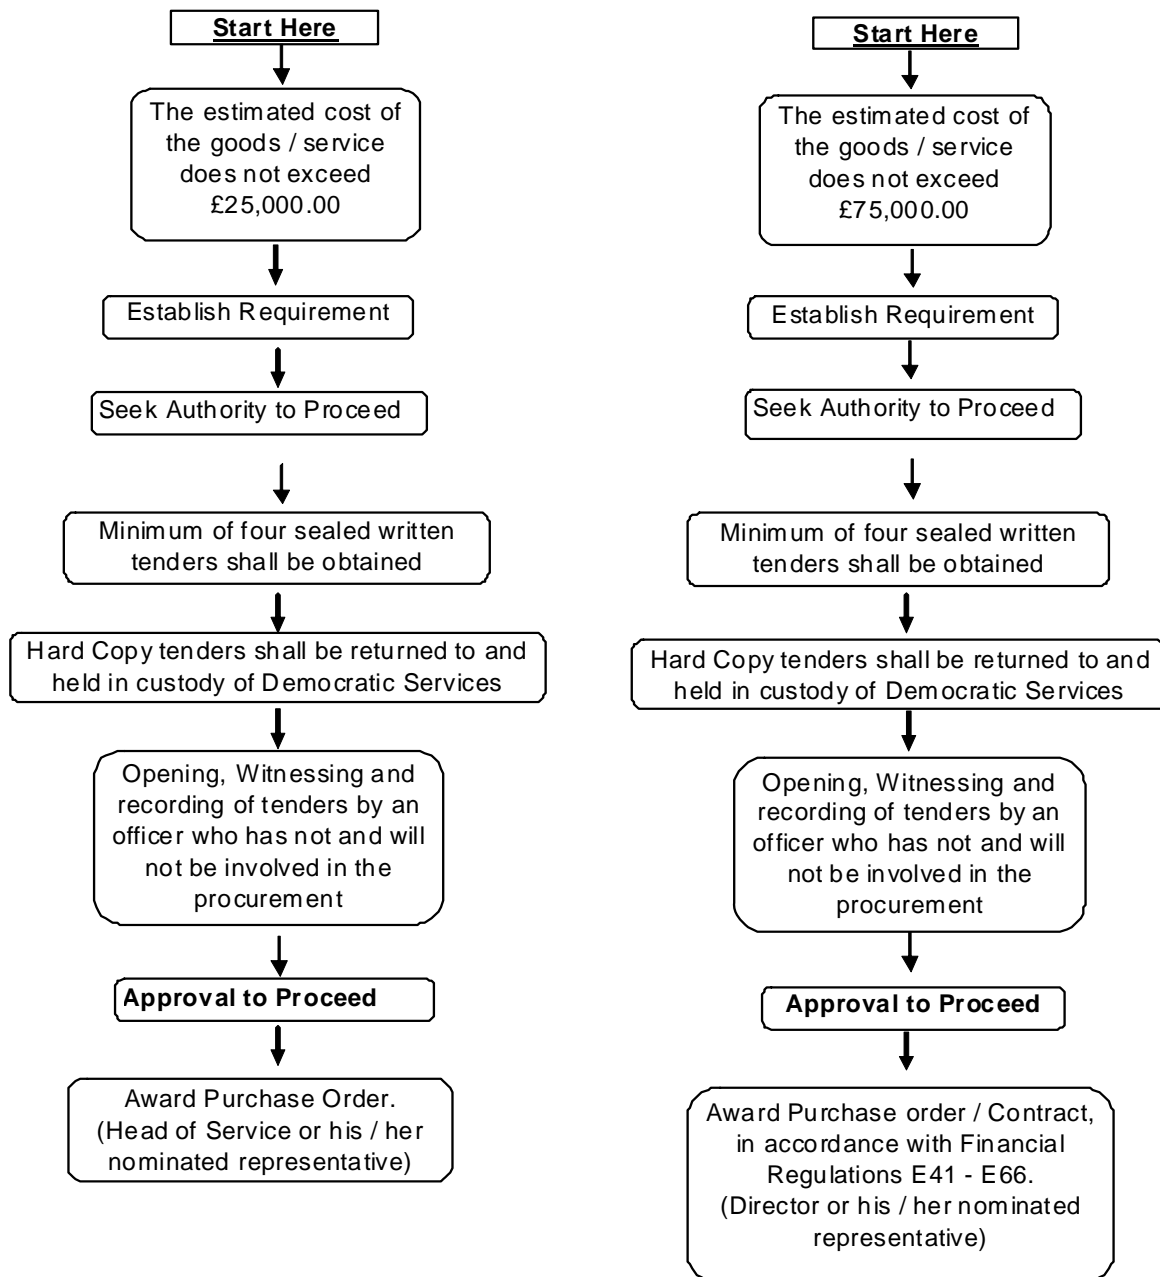 Start Here
The estimated cost of
the goods / service
does not exceed
£25,000.00
Establish Requirement
Seek Authority to Proceed
Minimum of four sealed written
tenders shall be obtained
Hard Copy tenders shall be returned to and
held in custody of Democratic Services
Opening, Witnessing and
recording of tenders by an
officer who has not and will
not be involved in the
procurement
Approval to Proceed
Award Purchase Order.
(Head of Service or his / her
nominated representative)
Start Here
The estimated cost of
the goods / service
does not exceed
£75,000.00
Establish Requirement
Seek Authority to Proceed
Minimum of four sealed written
tenders shall be obtained
Hard Copy tenders shall be returned to and
held in custody of Democratic Services
Opening, Witnessing and
recording of tenders by an
officer who has not and will
not be involved in the
procurement
Approval to Proceed
Award Purchase order / Contract,
in accordance with Financial
Regulations E41 - E66.
(Director or his / her nominated
representative)